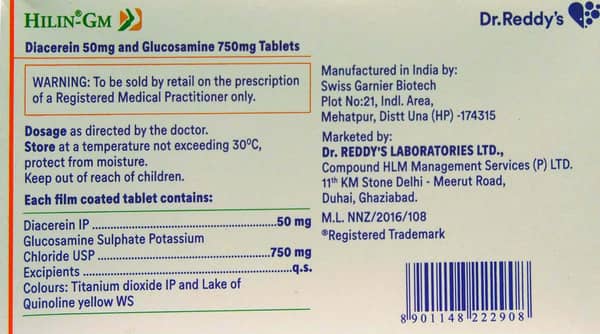 HILIN®-GM
Dr.Reddy's
Diacerein 50mg and Glucosamine 750mg Tablets
WARNING: To be sold by retail on the prescription
of a Registered Medical Practitioner only.
Dosage as directed by the doctor.
Store at a temperature not exceeding 30°C,
protect from moisture.
Keep out of reach of children.
Each film coated tablet contains:
Diacerein IP ........................................50 mg
Glucosamine Sulphate Potassium
Chloride USP ........................................750 mg
Excipients ........................................q.s.
Colours: Titanium dioxide IP and Lake of
Quinoline yellow WS
Manufactured in India by:
Swiss Garnier Biotech
Plot No:21, Indl. Area,
Mehatpur, Distt Una (HP) -174315
Marketed by:
Dr. REDDY'S LABORATORIES LTD.,
Compound HLM Management Services (P) LTD.
11th KM Stone Delhi - Meerut Road,
Duhai, Ghaziabad.
M.L. NNZ/2016/108
®Registered Trademark
8 901148 222908